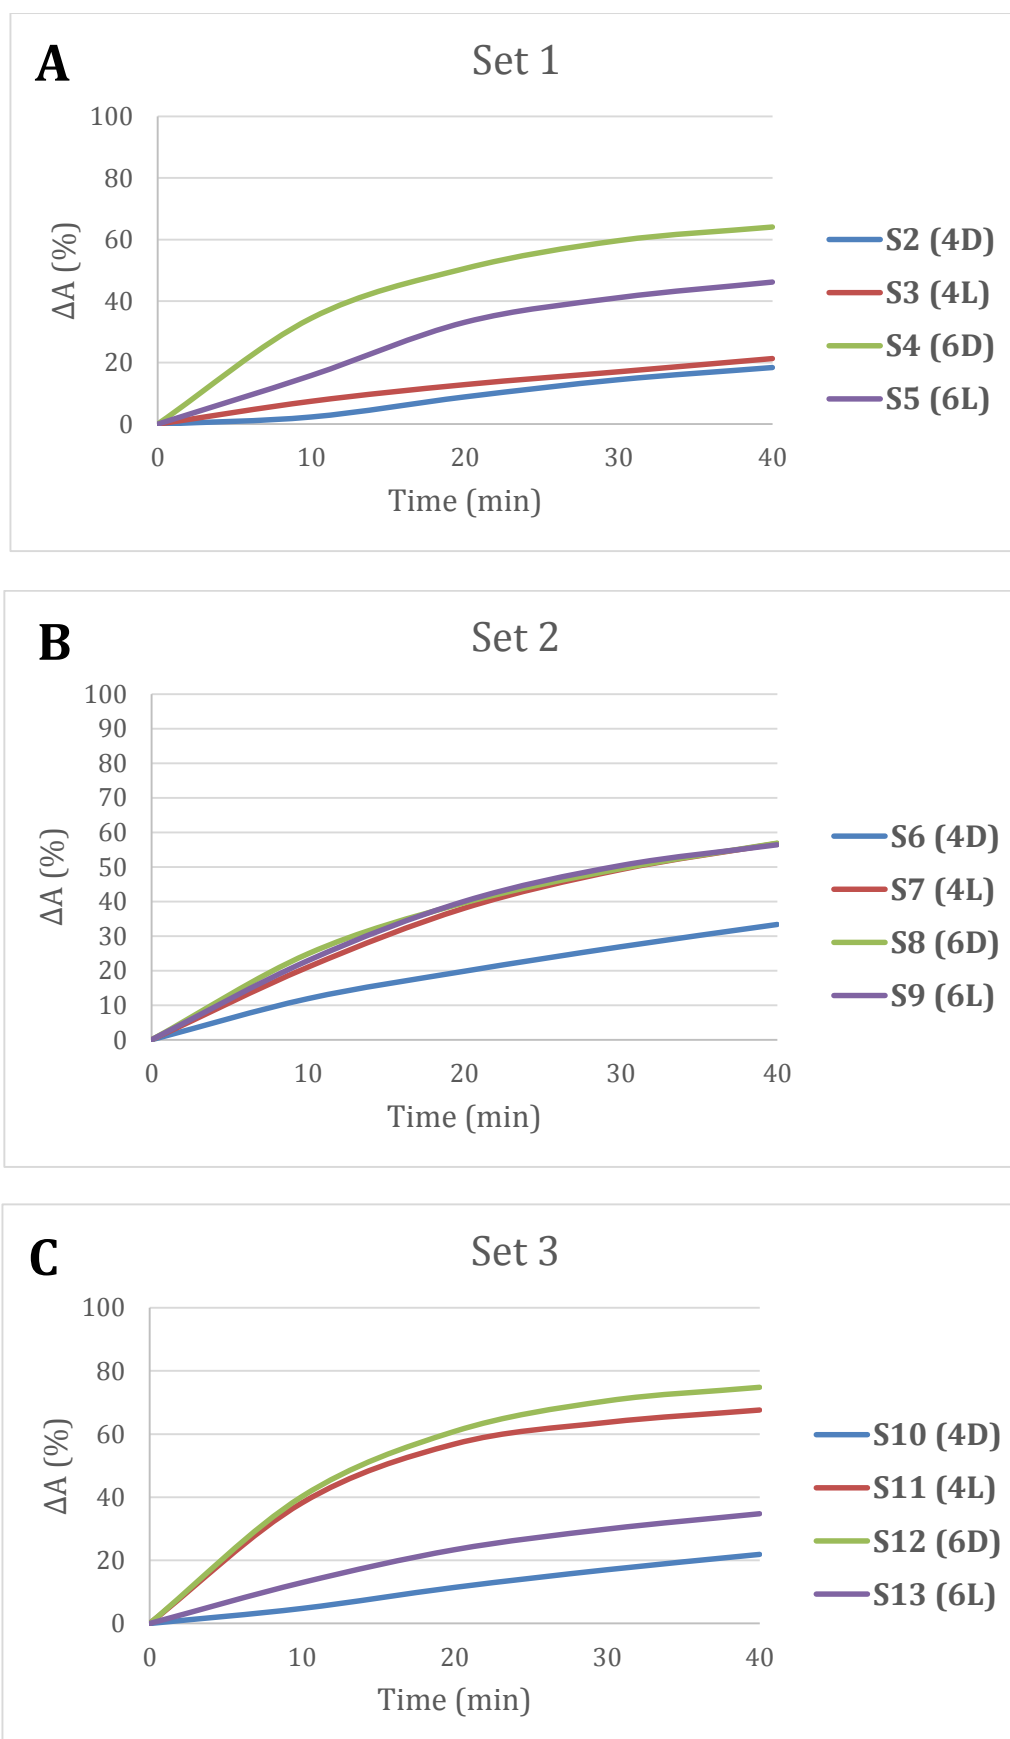 A
Set 1
100
80
60
40
20
0
ΔA (%)
0 10 20 30 40
Time (min)
S2 (4D)
S3 (4L)
S4 (6D)
S5 (6L)
B
Set 2
100
90
80
70
60
50
40
30
20
10
0
ΔA (%)
0 10 20 30 40
Time (min)
S6 (4D)
S7 (4L)
S8 (6D)
S9 (6L)
C
Set 3
100
80
60
40
20
0
ΔA (%)
0 10 20 30 40
Time (min)
S10 (4D)
S11 (4L)
S12 (6D)
S13 (6L)